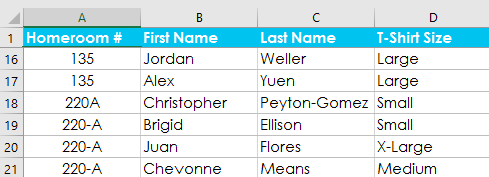 A B C D
1 Homeroom # First Name Last Name T-Shirt Size
16 135 Jordan Weller Large
17 135 Alex Yuen Large
18 220A Christopher Peyton-Gomez Small
19 220-A Brigid Ellison Small
20 220-A Juan Flores X-Large
21 220-A Chevonne Means Medium